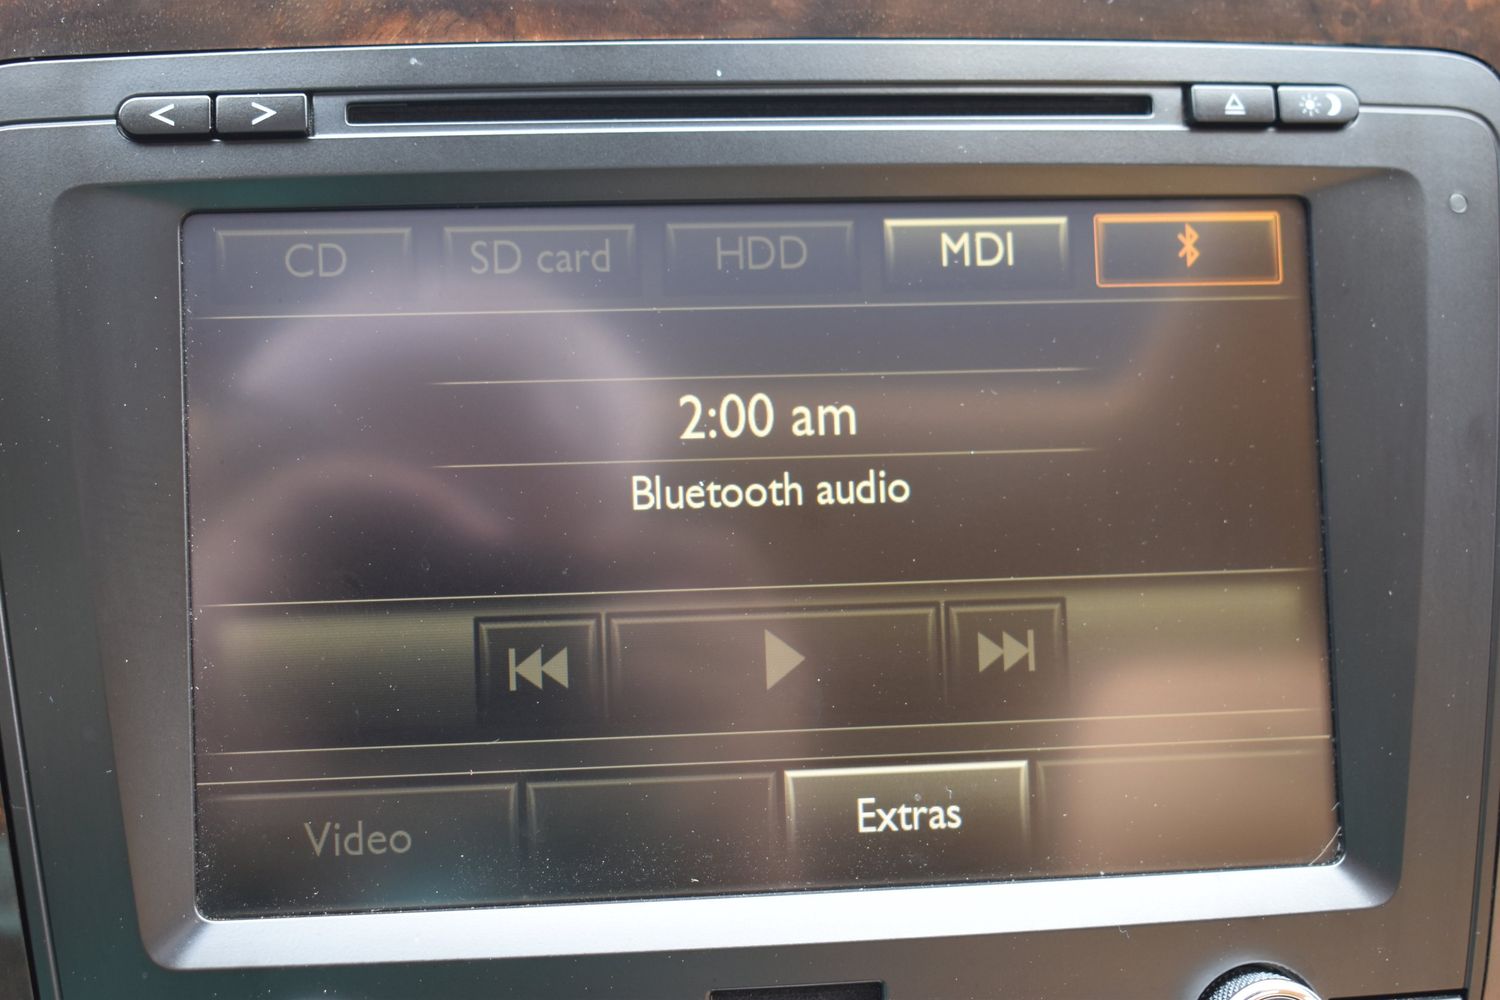 CD SD card HDD MDI
2:00 am
Bluetooth audio
Video Extras